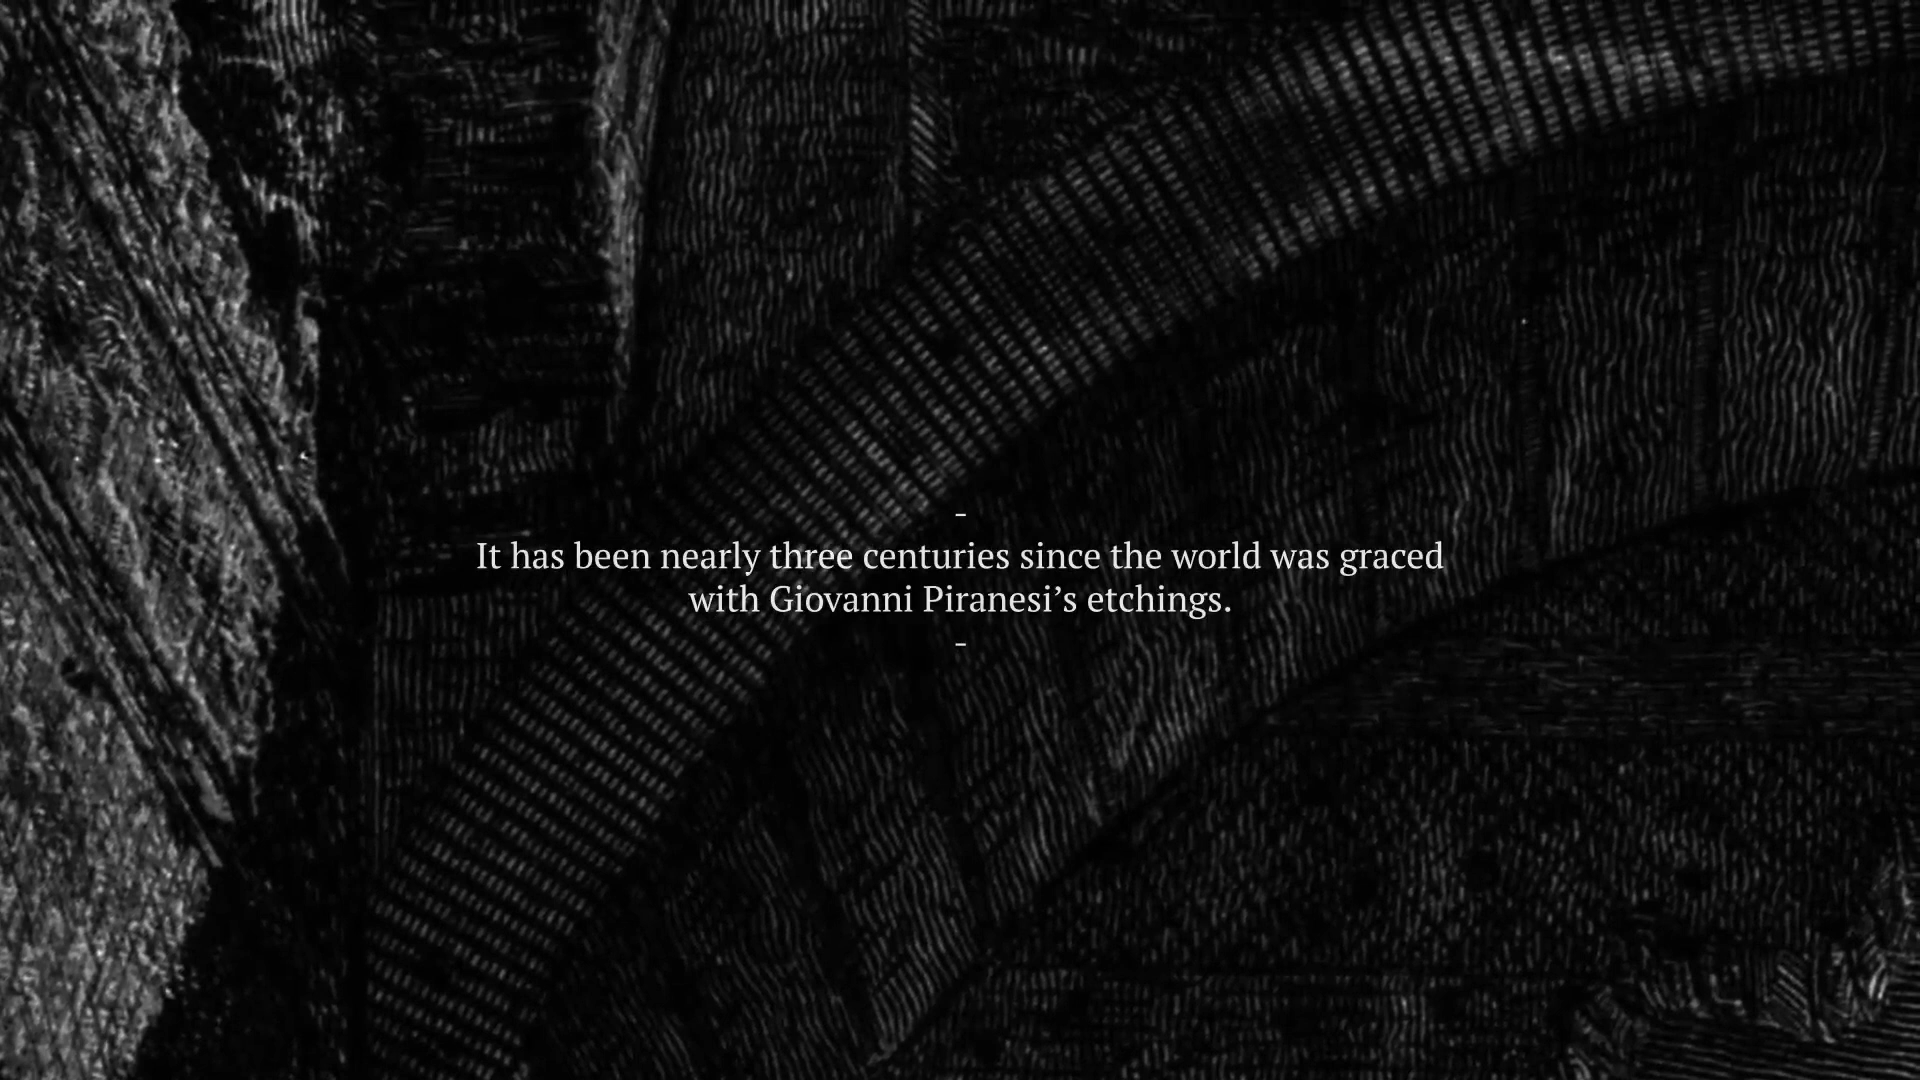 -
It has been nearly three centuries since the world was graced
with Giovanni Piranesi’s etchings.
-